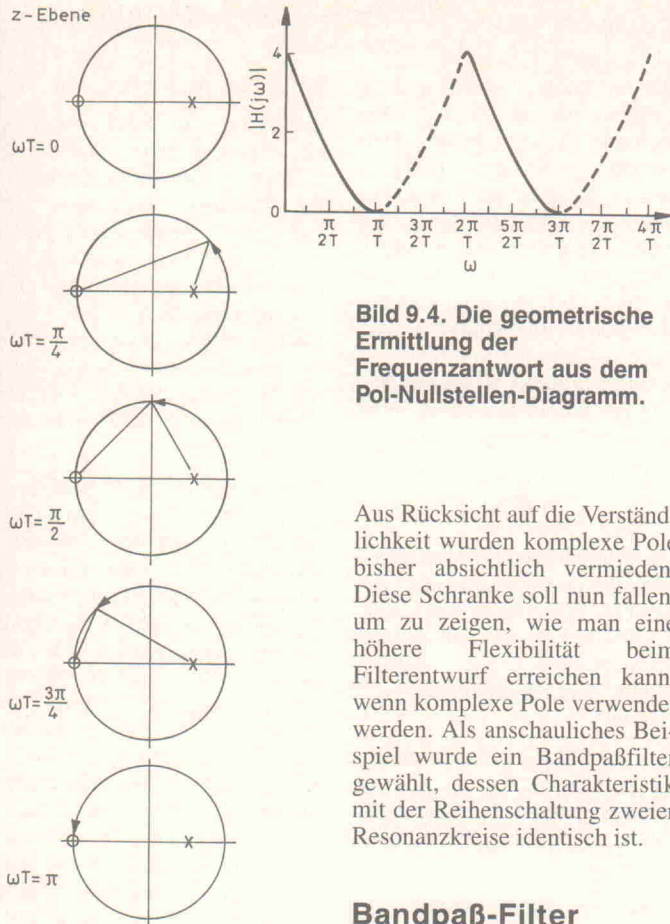 z-Ebene
ωT= 0
ωT= π/4
ωT= π/2
ωT= 3π/4
ωT= π
|H(jω)|
4
2
0
π/2T π/T 3π/2T 2π/T 5π/2T 3π/T 7π/2T 4π/T
ω
Bild 9.4. Die geometrische
Ermittlung der
Frequenzantwort aus dem
Pol-Nullstellen-Diagramm.
Aus Rücksicht auf die Verständ
lichkeit wurden komplexe Pole
bisher absichtlich vermieden
Diese Schranke soll nun fallen
um zu zeigen, wie man eine
höhere Flexibilität beim
Filterentwurf erreichen kann
wenn komplexe Pole verwende
werden. Als anschauliches Bei-
spiel wurde ein Bandpaßfilter
gewählt, dessen Charakteristik
mit der Reihenschaltung zweier
Resonanzkreise identisch ist.
Bandpaß-Filter